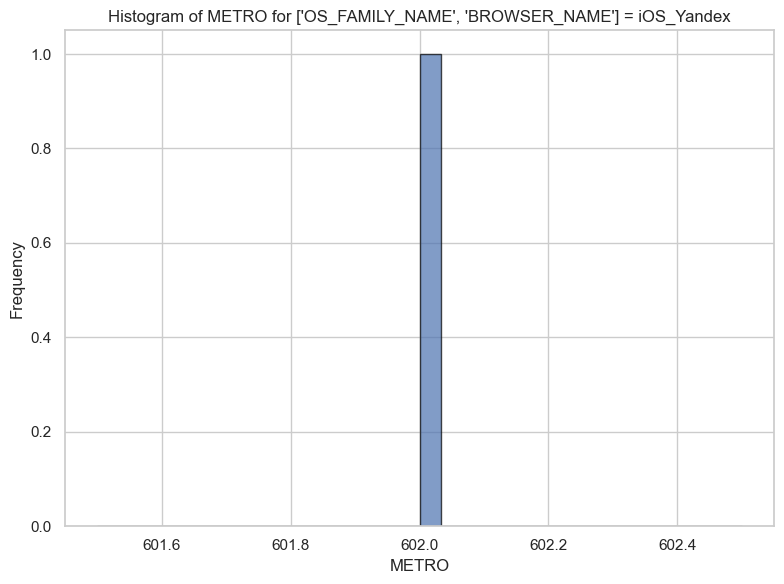 Histogram of METRO for ['OS_FAMILY_NAME', 'BROWSER_NAME'] = iOS_Yandex
1.0
0.8
0.6
0.4
0.2
0.0
Frequency
601.6 601.8 602.0 602.2 602.4
METRO